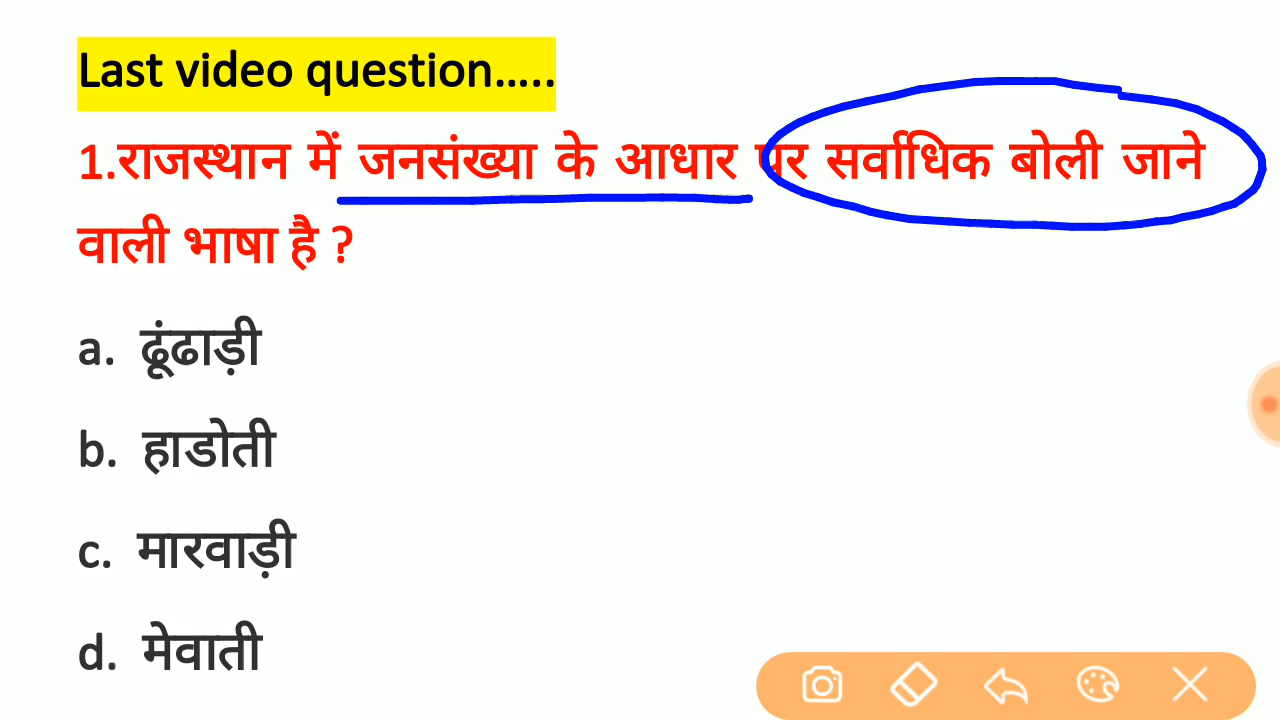 Last video question.....
1.राजस्थान में जनसंख्या के आधार पर सर्वाधिक बोली जाने
वाली भाषा है ?
a. ढूंढाड़ी
b. हाडोती
c. मारवाड़ी
d. मेवाती